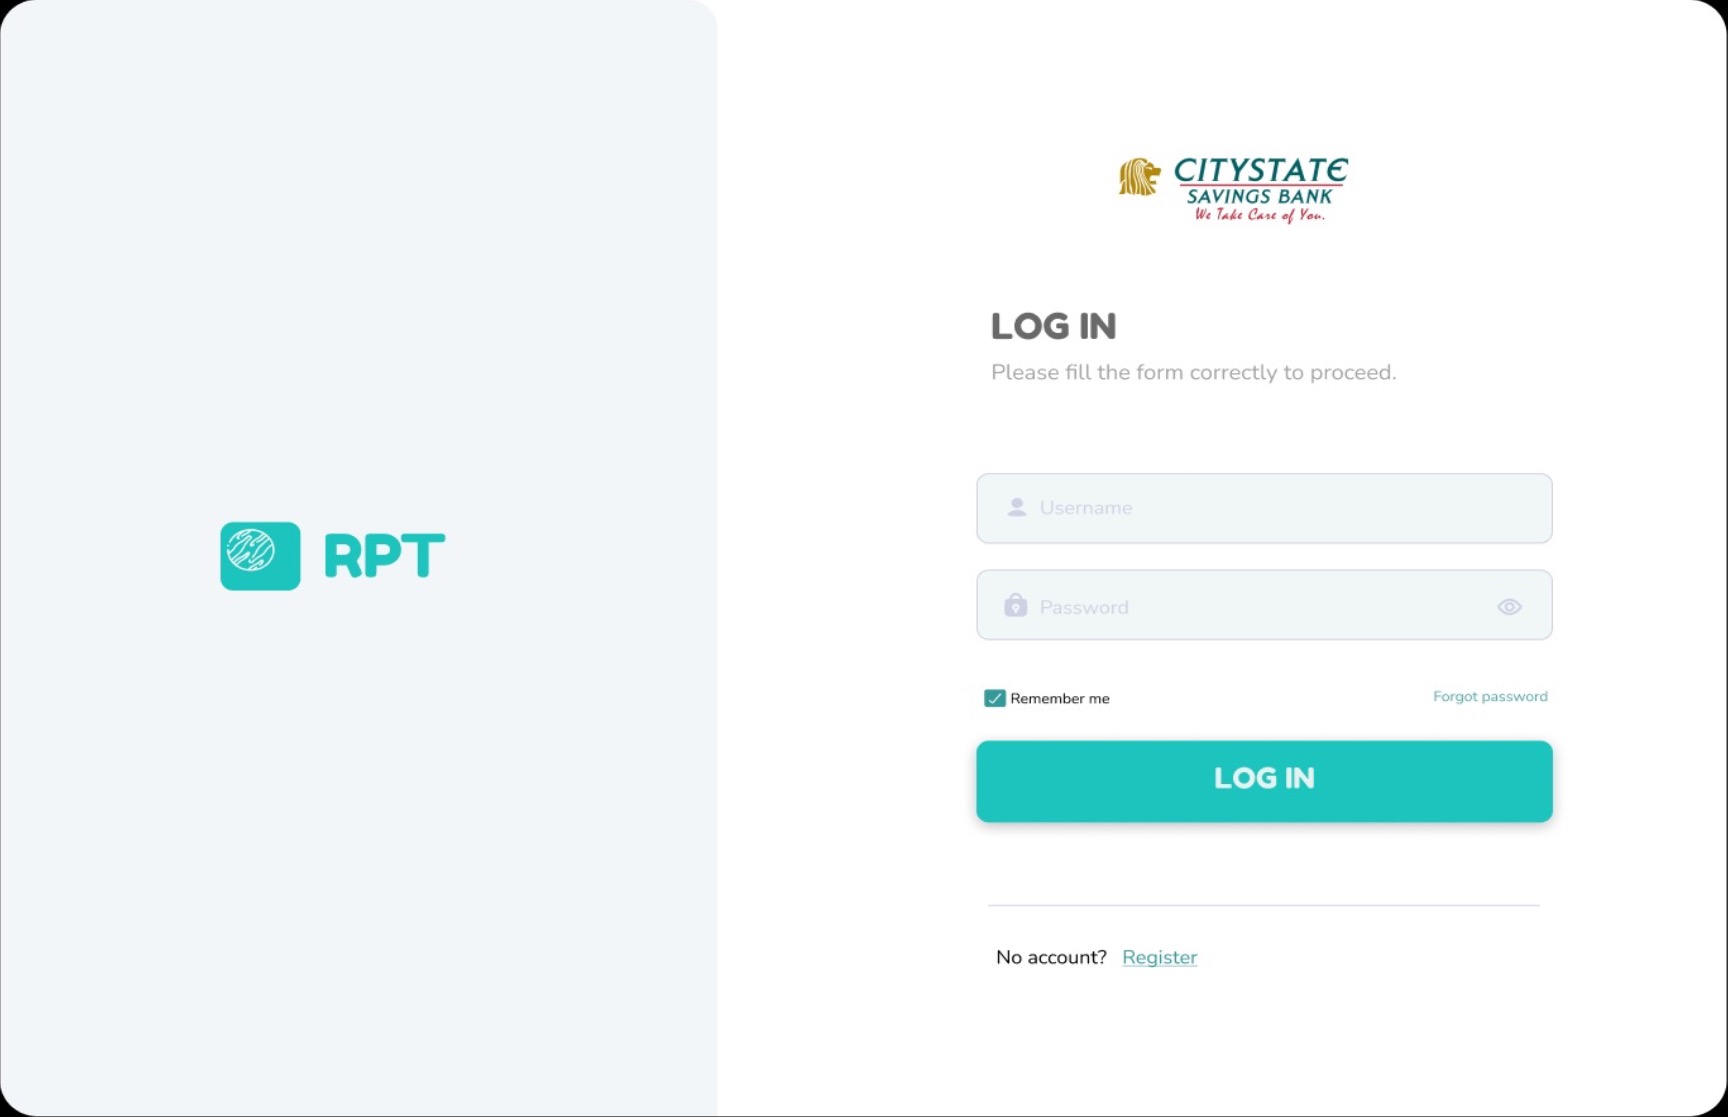 RPT
CITYSTATE
SAVINGS BANK
We Take Care of You.
LOG IN
Please fill the form correctly to proceed.
Username
Password
Remember me
Forgot password
LOG IN
No account? Register